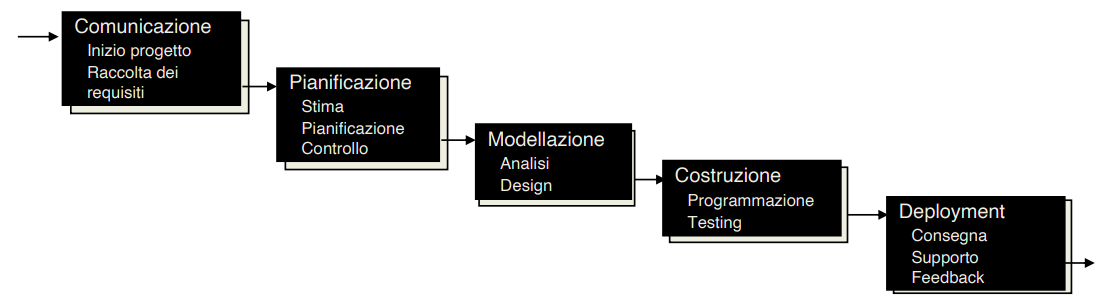 Comunicazione
Inizio progetto
Raccolta dei
requisiti
Pianificazione
Stima
Pianificazione
Controllo
Modellazione
Analisi
Design
Costruzione
Programmazione
Testing
Deployment
Consegna
Supporto
Feedback